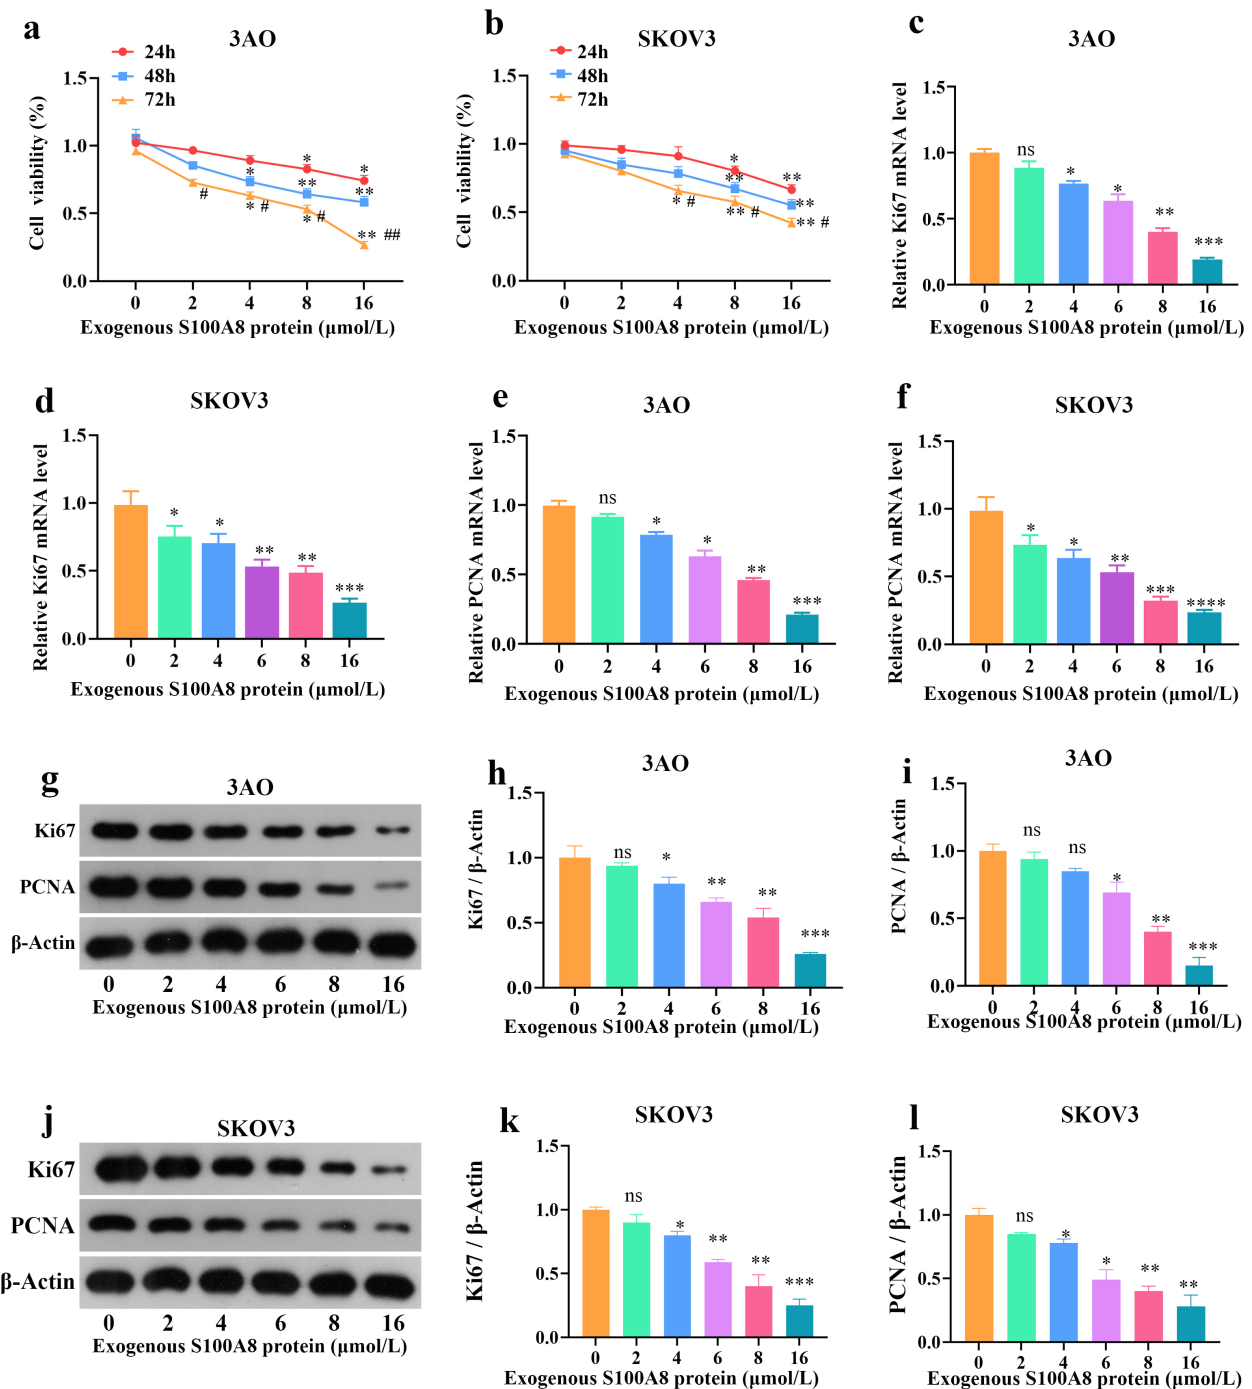 a
3AO
24h
48h
72h
Cell viability (%)
1.5
1.0
0.5
0.0
* *
* ** **
# * # * # ** ##
0 2 4 8 16
Exogenous S100A8 protein (μmol/L)
b
SKOV3
24h
48h
72h
Cell viability (%)
1.5
1.0
0.5
0.0
* **
** **
* # ** # ** #
0 2 4 8 16
Exogenous S100A8 protein (μmol/L)
c
3AO
Relative Ki67 mRNA level
1.5
1.0
0.5
0.0
ns * * ** ***
0 2 4 6 8 16
Exogenous S100A8 protein (μmol/L)
d
SKOV3
Relative Ki67 mRNA level
1.5
1.0
0.5
0.0
* * ** ** ***
0 2 4 6 8 16
Exogenous S100A8 protein (μmol/L)
e
3AO
Relative PCNA mRNA level
1.5
1.0
0.5
0.0
ns * * ** ***
0 2 4 6 8 16
Exogenous S100A8 protein (μmol/L)
f
SKOV3
Relative PCNA mRNA level
1.5
1.0
0.5
0.0
* * ** *** ****
0 2 4 6 8 16
Exogenous S100A8 protein (μmol/L)
g
3AO
Ki67
PCNA
β-Actin
0 2 4 6 8 16
Exogenous S100A8 protein (μmol/L)
h
3AO
Ki67 / β-Actin
1.5
1.0
0.5
0.0
ns * ** ** ***
0 2 4 6 8 16
Exogenous S100A8 protein (μmol/L)
i
3AO
PCNA / β-Actin
1.5
1.0
0.5
0.0
ns ns * ** ***
0 2 4 6 8 16
Exogenous S100A8 protein (μmol/L)
j
SKOV3
Ki67
PCNA
β-Actin
0 2 4 6 8 16
Exogenous S100A8 protein (μmol/L)
k
SKOV3
Ki67 / β-Actin
1.5
1.0
0.5
0.0
ns * ** ** ***
0 2 4 6 8 16
Exogenous S100A8 protein (μmol/L)
l
SKOV3
PCNA / β-Actin
1.5
1.0
0.5
0.0
ns * * ** **
0 2 4 6 8 16
Exogenous S100A8 protein (μmol/L)